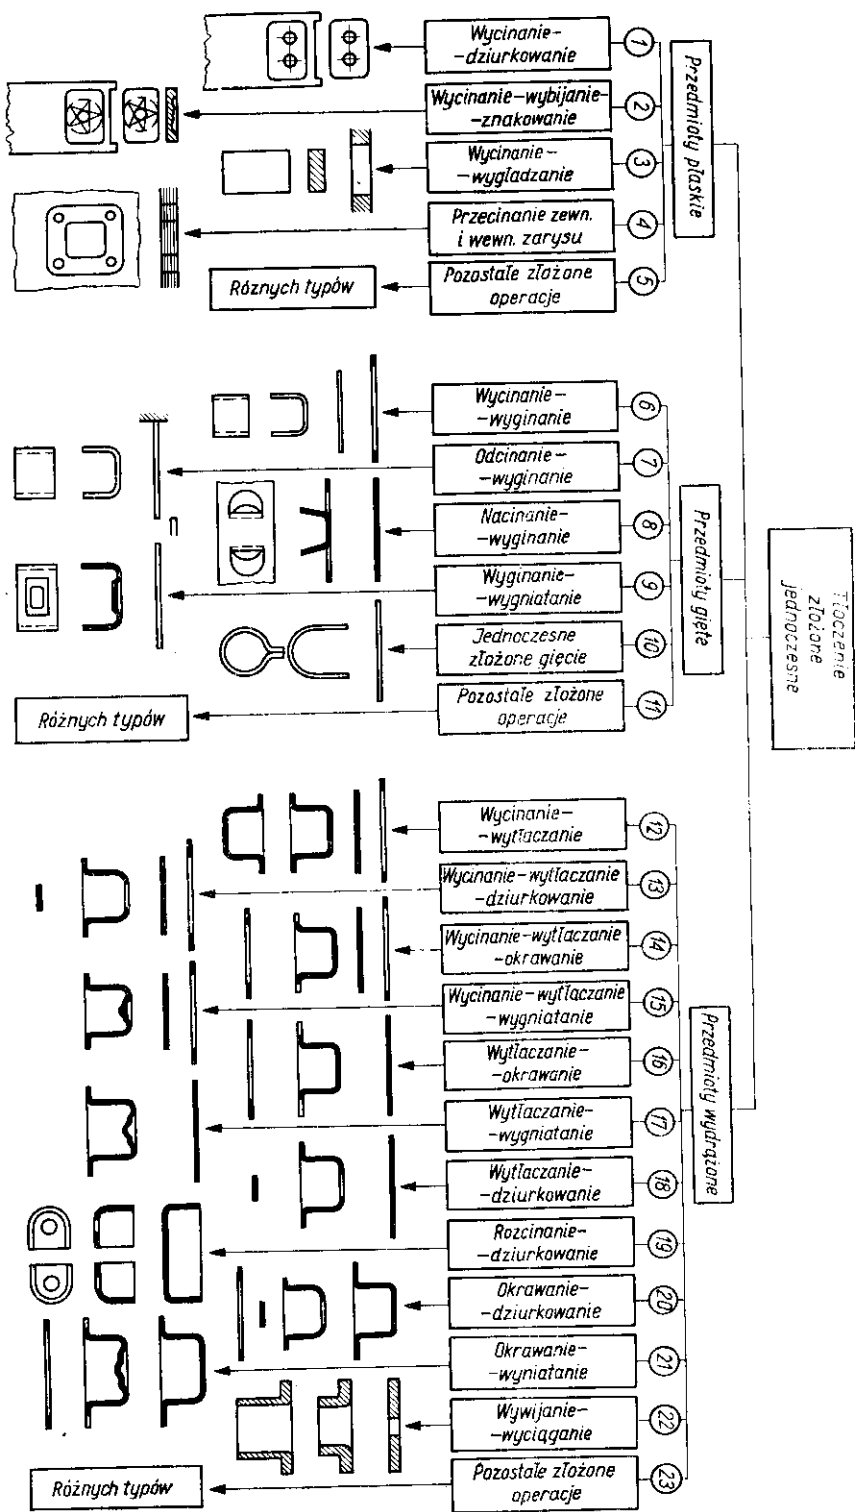 Tłoczenie
złożone
jednoczesne
Przedmioty płaskie
1
Wycinanie-
-dziurkowanie
2
Wycinanie-wybijanie-
-znakowanie
3
Wycinanie-
-wygładzanie
4
Przecinanie zewn.
i wewn. zarysu
5
Pozostałe złożone
operacje
Różnych typów
Przedmioty gięte
6
Wycinanie-
-wyginanie
7
Odcinanie-
-wyginanie
8
Nacinanie-
-wyginanie
9
Wyginanie-
-wygniatanie
10
Jednoczesne
złożone gięcie
11
Pozostałe złożone
operacje
Różnych typów
Przedmioty wydrążone
12
Wycinanie-
-wytłaczanie
13
Wycinanie-wytłaczanie
-dziurkowanie
14
Wycinanie-wytłaczanie
-okrawanie
15
Wycinanie-wytłaczanie
-wygniatanie
16
Wytłaczanie-
-okrawanie
17
Wytłaczanie-
-wygniatanie
18
Wytłaczanie-
-dziurkowanie
19
Rozcinanie-
-dziurkowanie
20
Okrawanie-
-dziurkowanie
21
Okrawanie-
-wyniatanie
22
Wywijanie-
-wyciąganie
23
Pozostałe złożone
operacje
Różnych typów